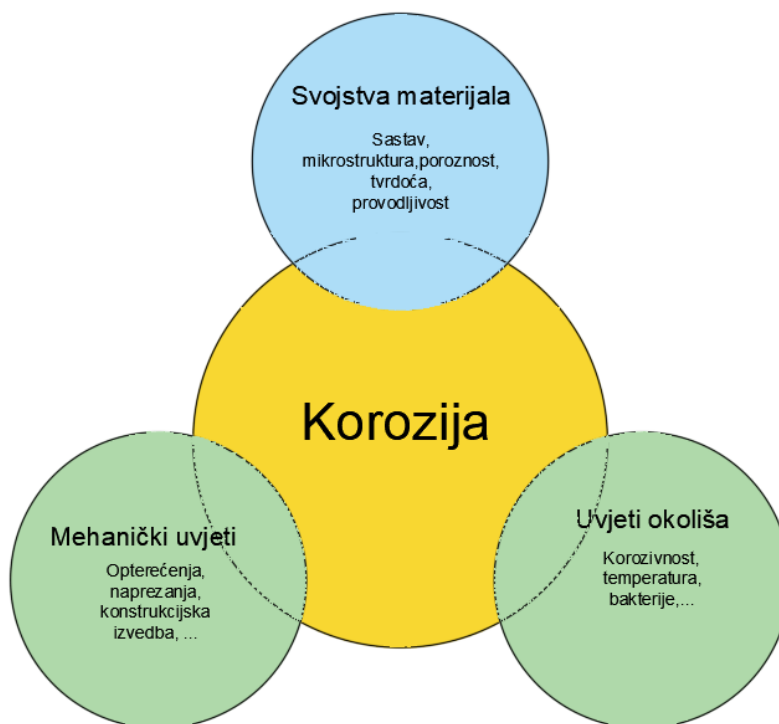 Svojstva materijala
Sastav,
mikrostruktura,poroznost,
tvrdoća,
provodljivost
Korozija
Mehanički uvjeti
Opterećenja,
naprezanja,
konstrukcijska
izvedba, ...
Uvjeti okoliša
Korozivnost,
temperatura,
bakterije,...